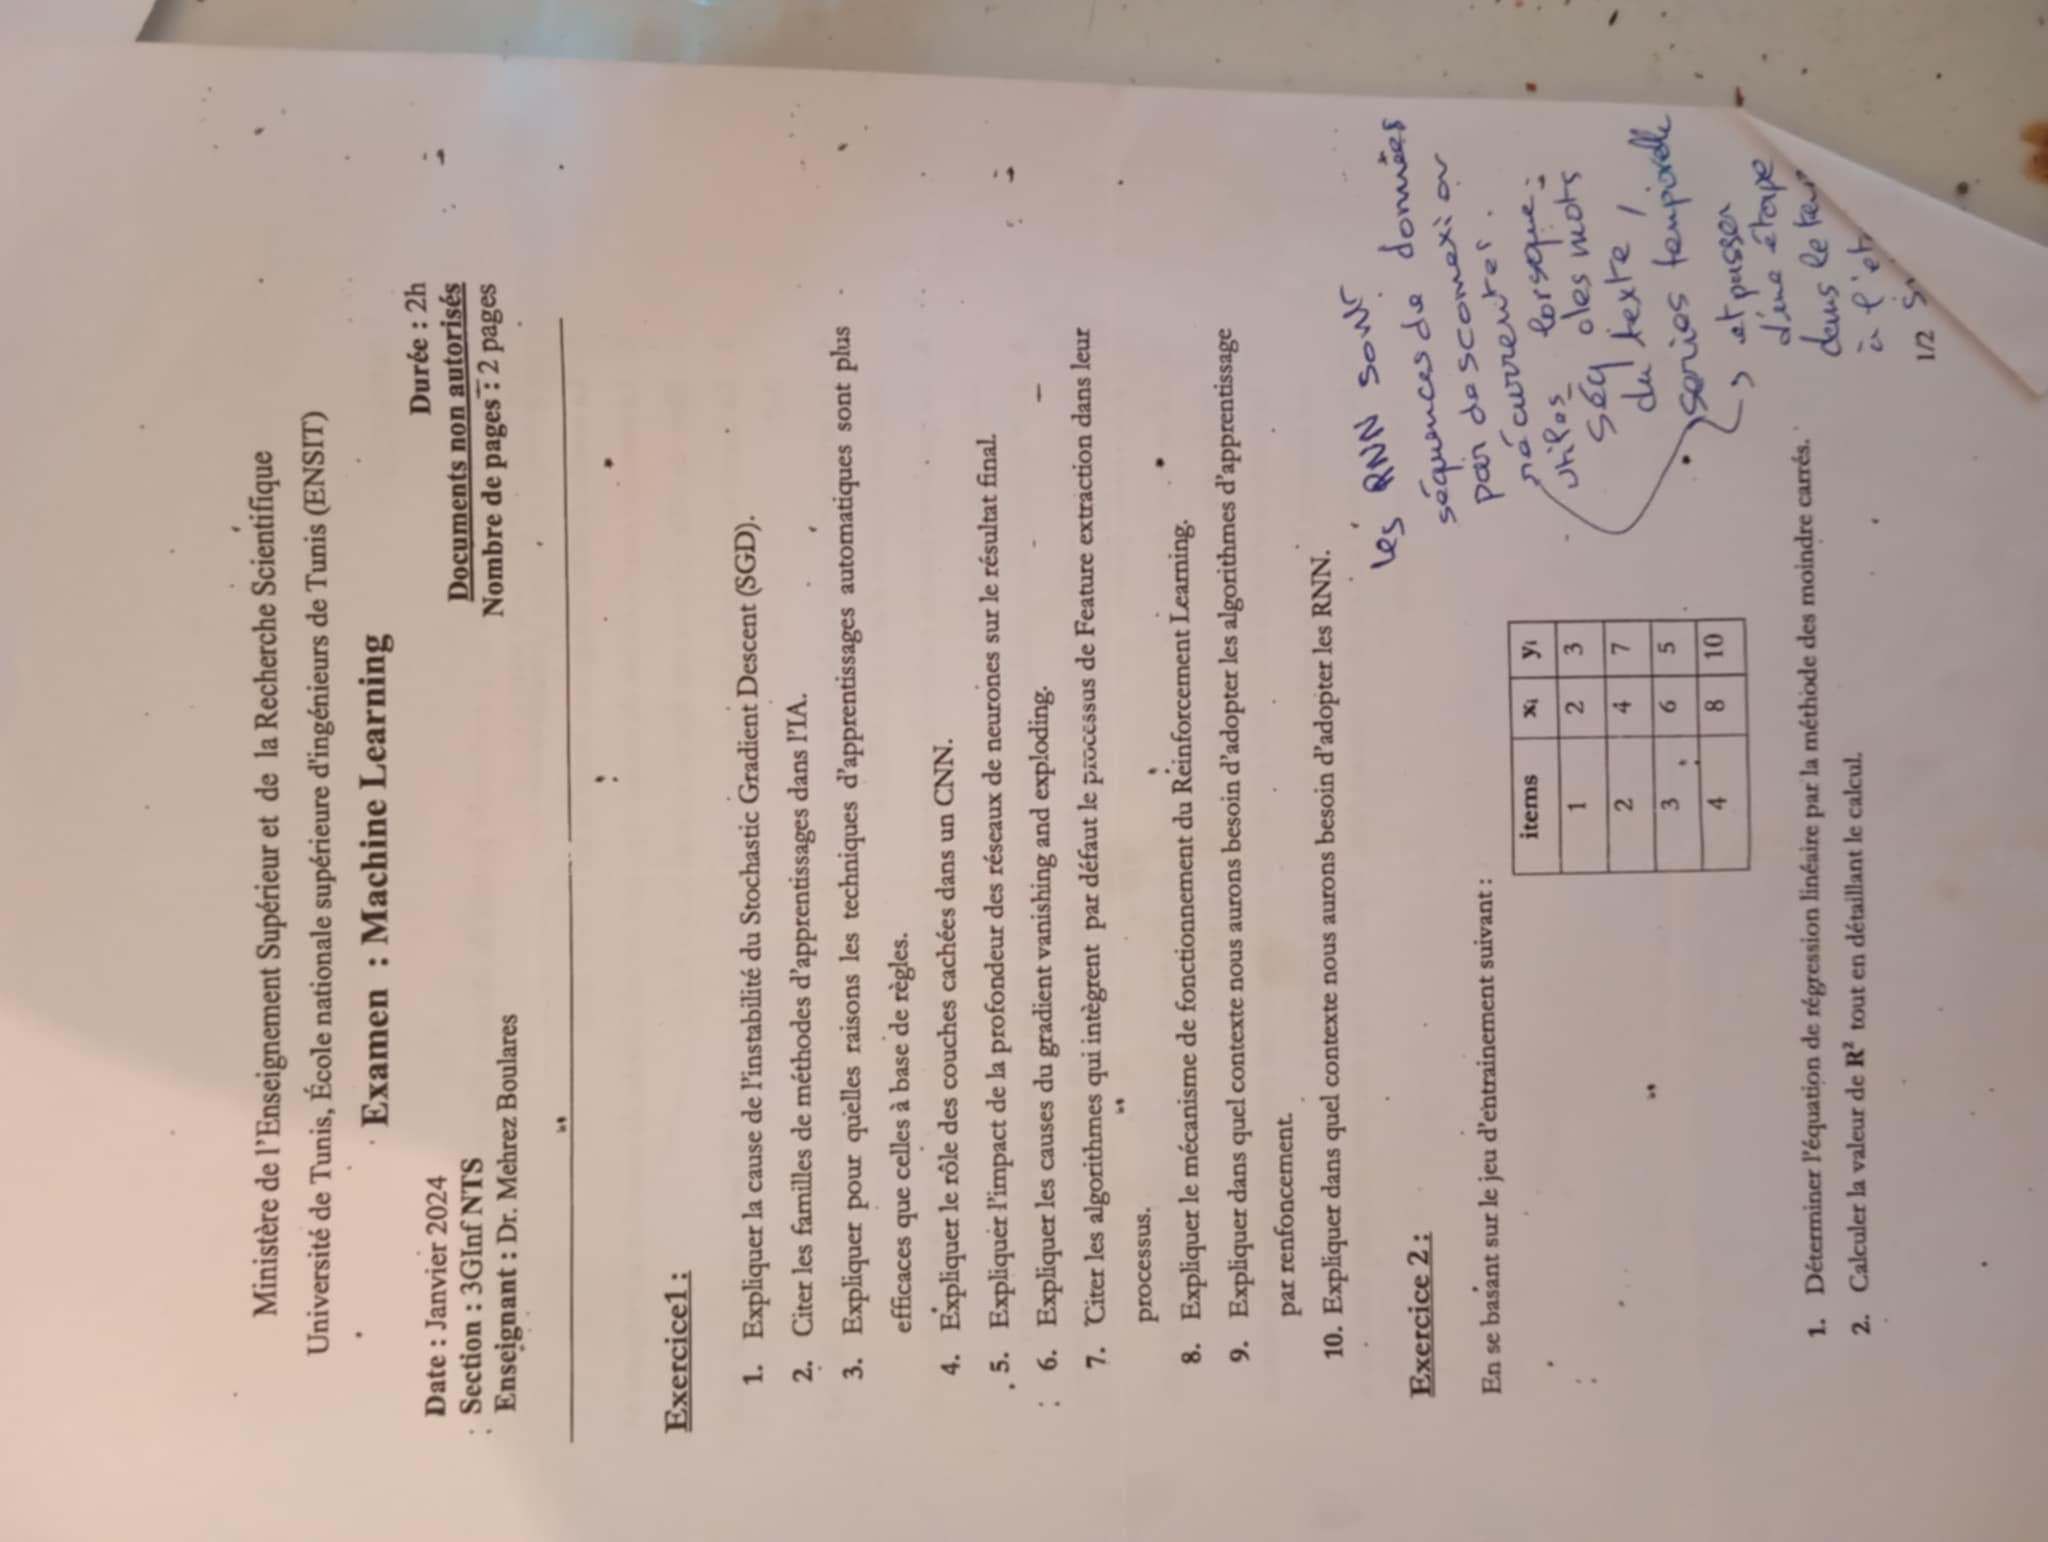 Ministère de l'Enseignement Supérieur et de la Recherche Scientifique
Université de Tunis, École nationale supérieure d'ingénieurs de Tunis (ENSIT)
Examen : Machine Learning
Date : Janvier 2024
Durée : 2h
Section : 3GInf NTS
Documents non autorisés
Enseignant : Dr. Mehrez Boulares
Nombre de pages : 2 pages
Exercice1 :
1. Expliquer la cause de l'instabilité du Stochastic Gradient Descent (SGD).
2. Citer les familles de méthodes d'apprentissages dans l'IA.
3. Expliquer pour quelles raisons les techniques d'apprentissages automatiques sont plus
efficaces que celles à base de règles.
4. Expliquer le rôle des couches cachées dans un CNN.
5. Expliquer l'impact de la profondeur des réseaux de neurones sur le résultat final.
6. Expliquer les causes du gradient vanishing and exploding.
7. Citer les algorithmes qui intègrent par défaut le processus de Feature extraction dans leur
processus.
8. Expliquer le mécanisme de fonctionnement du Reinforcement Learning.
9. Expliquer dans quel contexte nous aurons besoin d'adopter les algorithmes d'apprentissage
par renfoncement.
10. Expliquer dans quel contexte nous aurons besoin d'adopter les RNN.
Exercice 2 :
En se basant sur le jeu d'entrainement suivant :
items xi yi
1 2 3
2 4 7
3 6 5
4 8 10
1. Déterminer l'équation de régression linéaire par la méthode des moindre carrés.
2. Calculer la valeur de R² tout en détaillant le calcul.
les RNN sont
séquences de données
par des
récurrentes.
utiles lorsque :
séq des mots
du texte,
series temporelle
et passer
d'une étape
dans le
à l'
1/2